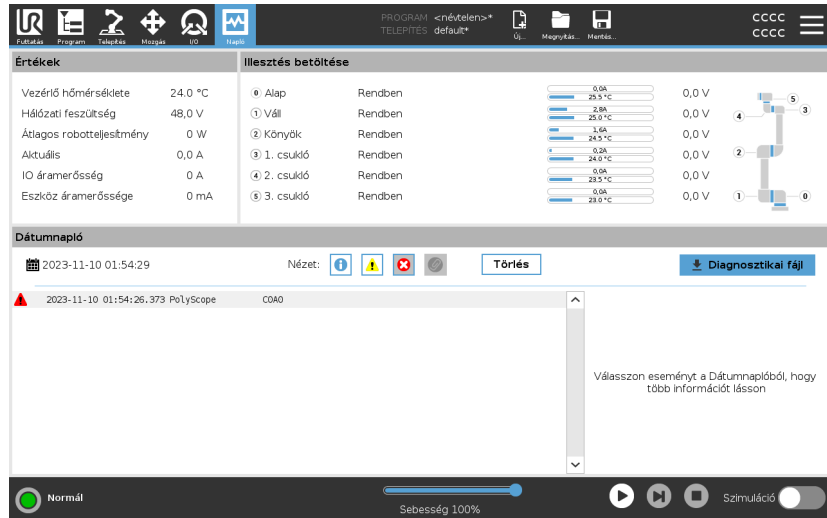 UR
Futtatás Program Telepítés Mozgás I/O Napló
PROGRAM <névtelen>*
TELEPÍTÉS default*
Új... Megnyitás... Mentés...
CCCC
CCCC
Értékek
Vezérlő hőmérséklete 24.0 °C
Hálózati feszültség 48,0 V
Átlagos robotteljesítmény 0 W
Aktuális 0,0 A
IO áramerősség 0 A
Eszköz áramerőssége 0 mA
Illesztés betöltése
0 Alap Rendben 0,0A 25.5 °C 0,0 V
1 Váll Rendben 2,8A 25.0 °C 0,0 V
2 Könyök Rendben 1,6A 24.5 °C 0,0 V
3 1. csukló Rendben 0,2A 24.0 °C 0,0 V
4 2. csukló Rendben 0,0A 23.5 °C 0,0 V
5 3. csukló Rendben 0,0A 23.0 °C 0,0 V
5
4 3
2
1 0
Dátumnapló
2023-11-10 01:54:29 Nézet: Törlés Diagnosztikai fájl
2023-11-10 01:54:26.373 PolyScope C0A0
Válasszon eseményt a Dátumnaplóból, hogy
több információt lásson
Normál
Sebesség 100%
Szimuláció